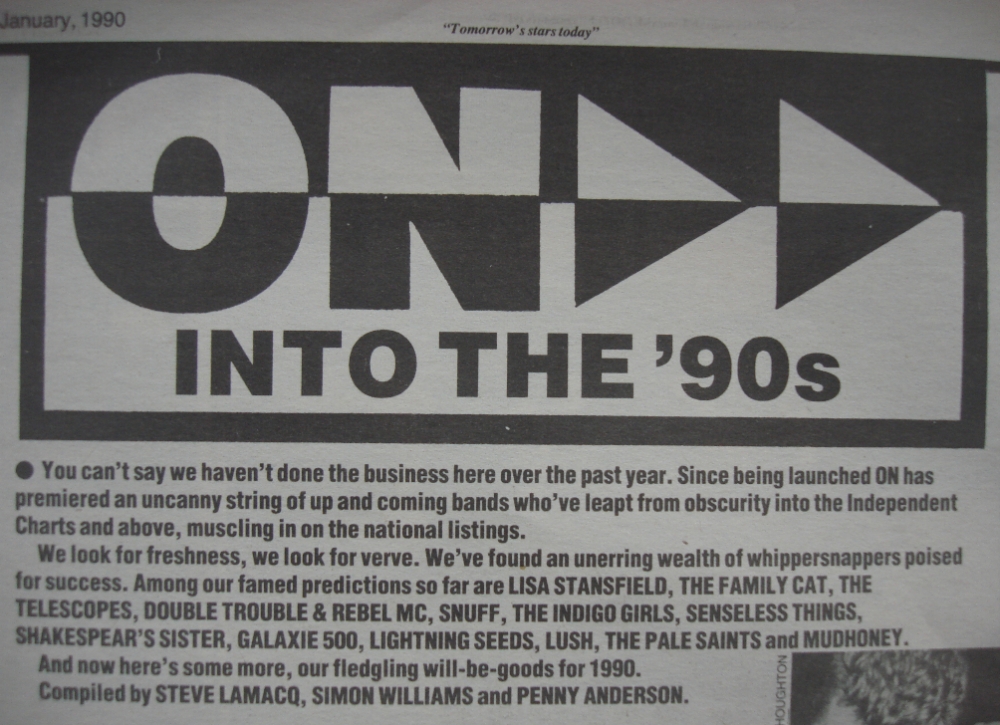 January, 1990
"Tomorrow's stars today"
ON
INTO THE '90s
● You can't say we haven't done the business here over the past year. Since being launched ON has
premiered an uncanny string of up and coming bands who've leapt from obscurity into the Independent
Charts and above, muscling in on the national listings.
We look for freshness, we look for verve. We've found an unerring wealth of whippersnappers poised
for success. Among our famed predictions so far are LISA STANSFIELD, THE FAMILY CAT, THE
TELESCOPES, DOUBLE TROUBLE & REBEL MC, SNUFF, THE INDIGO GIRLS, SENSELESS THINGS,
SHAKESPEAR'S SISTER, GALAXIE 500, LIGHTNING SEEDS, LUSH, THE PALE SAINTS and MUDHONEY.
And now here's some more, our fledgling will-be-goods for 1990.
Compiled by STEVE LAMACQ, SIMON WILLIAMS and PENNY ANDERSON.
HOUGHTON